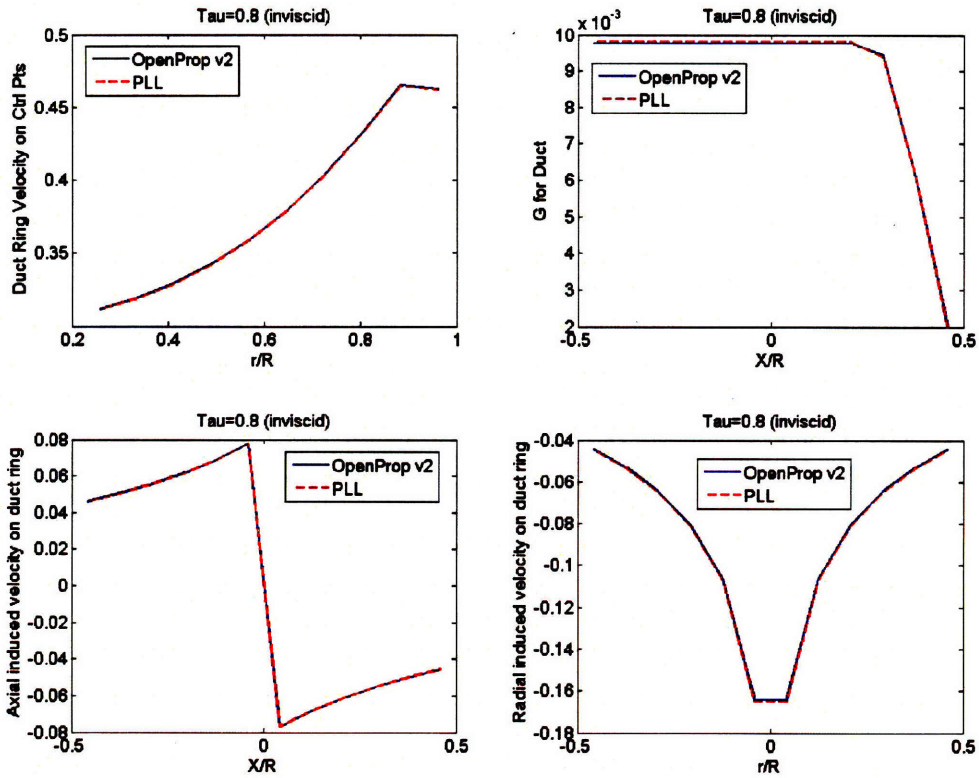 Tau=0.8 (inviscid)
Duct Ring Velocity on Ctrl Pts
0.5
0.45
0.4
0.35
0.2
0.4
0.6
0.8
1
r/R
OpenProp v2
PLL
Tau=0.8 (inviscid)
x 10^-3
G for Duct
10
9
8
7
6
5
4
3
2
-0.5
0
0.5
X/R
OpenProp v2
PLL
Tau=0.8 (inviscid)
Axial induced velocity on duct ring
0.08
0.06
0.04
0.02
0
-0.02
-0.04
-0.06
-0.08
-0.5
0
0.5
X/R
OpenProp v2
PLL
Tau=0.8 (inviscid)
Radial induced velocity on duct ring
-0.04
-0.06
-0.08
-0.1
-0.12
-0.14
-0.16
-0.18
-0.5
0
0.5
r/R
OpenProp v2
PLL